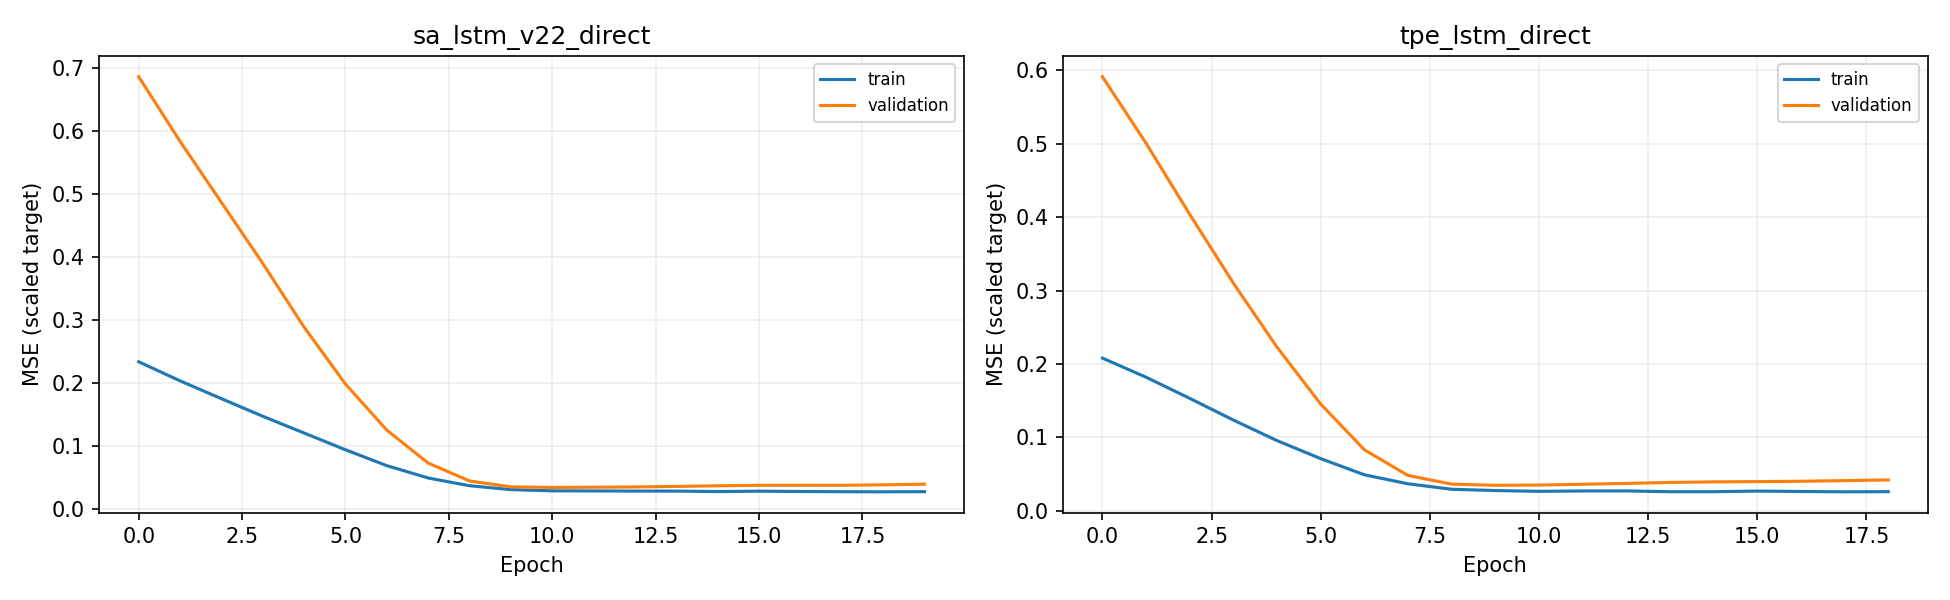 sa_lstm_v22_direct
MSE (scaled target)
0.7
0.6
0.5
0.4
0.3
0.2
0.1
0.0
train
validation
0.0 2.5 5.0 7.5 10.0 12.5 15.0 17.5
Epoch
tpe_lstm_direct
MSE (scaled target)
0.6
0.5
0.4
0.3
0.2
0.1
0.0
train
validation
0.0 2.5 5.0 7.5 10.0 12.5 15.0 17.5
Epoch